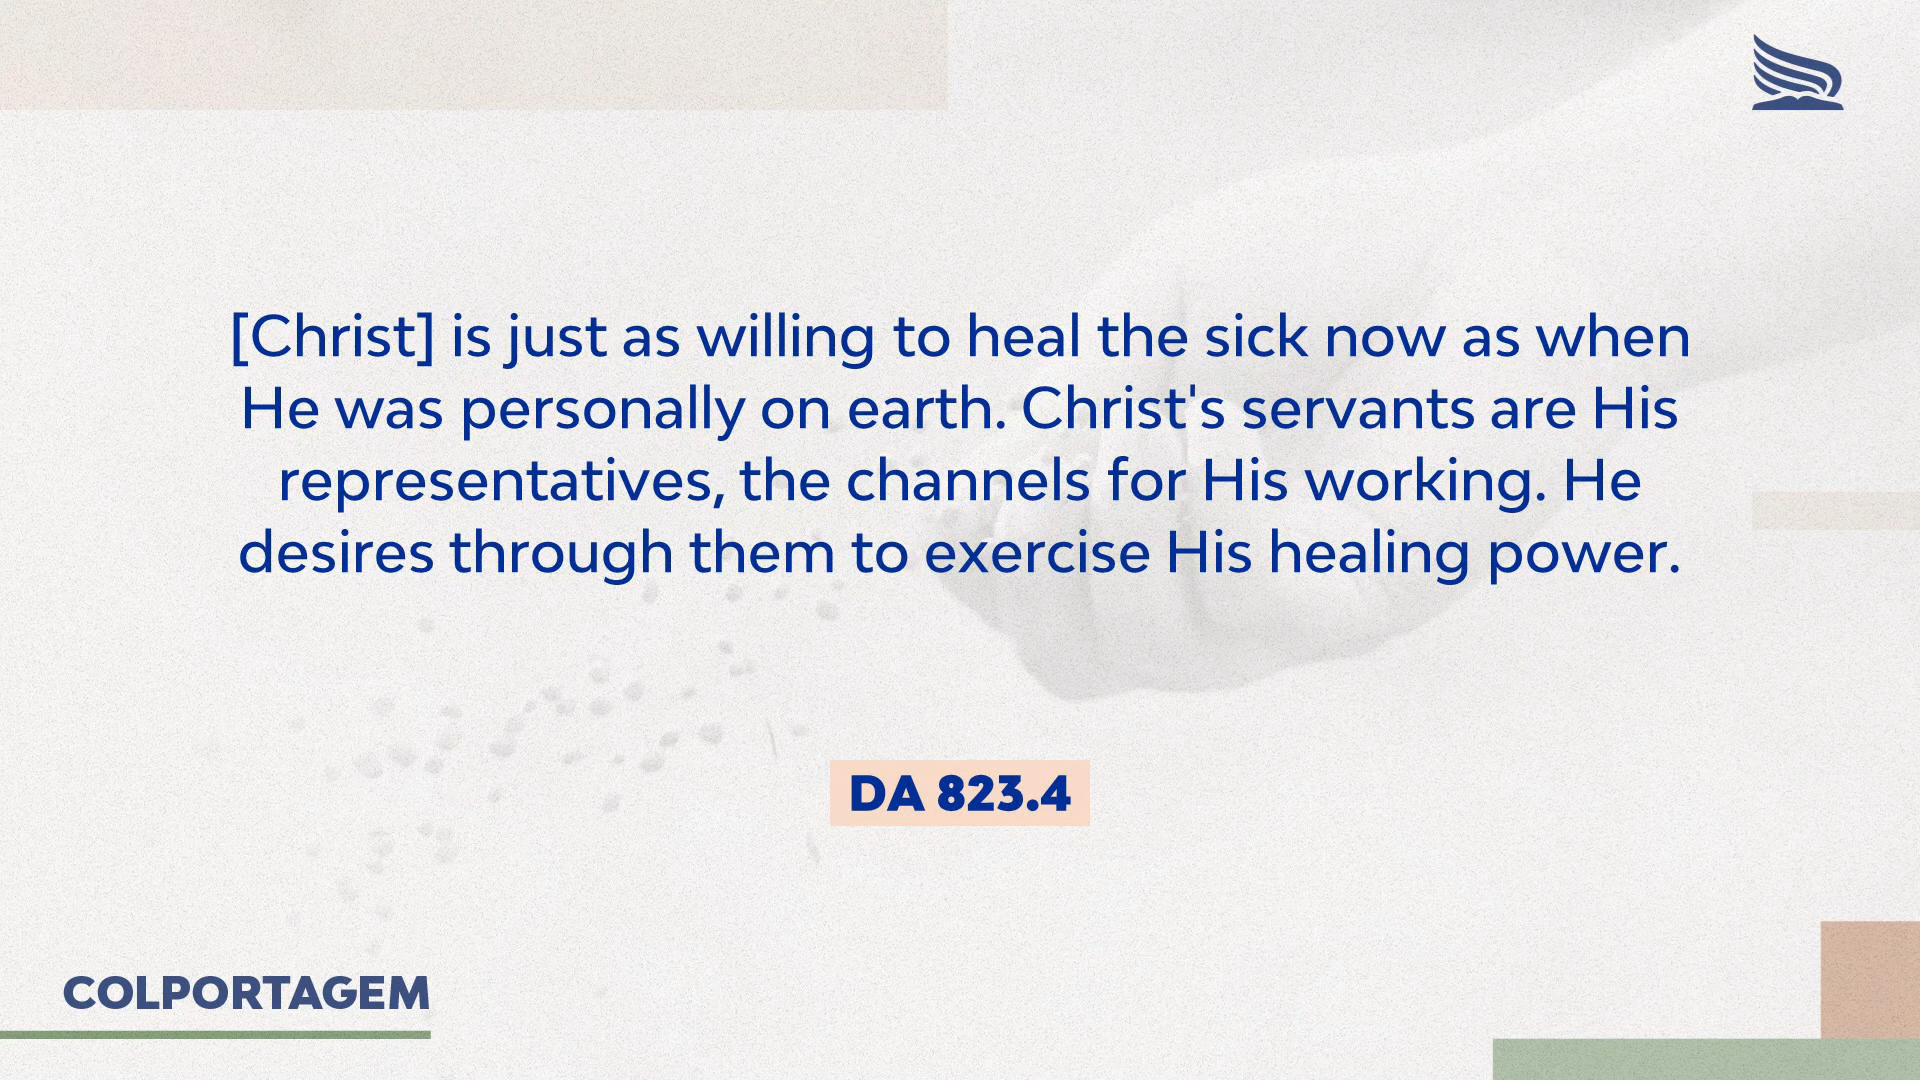 [Christ] is just as willing to heal the sick now as when
He was personally on earth. Christ's servants are His
representatives, the channels for His working. He
desires through them to exercise His healing power.
DA 823.4
COLPORTAGEM